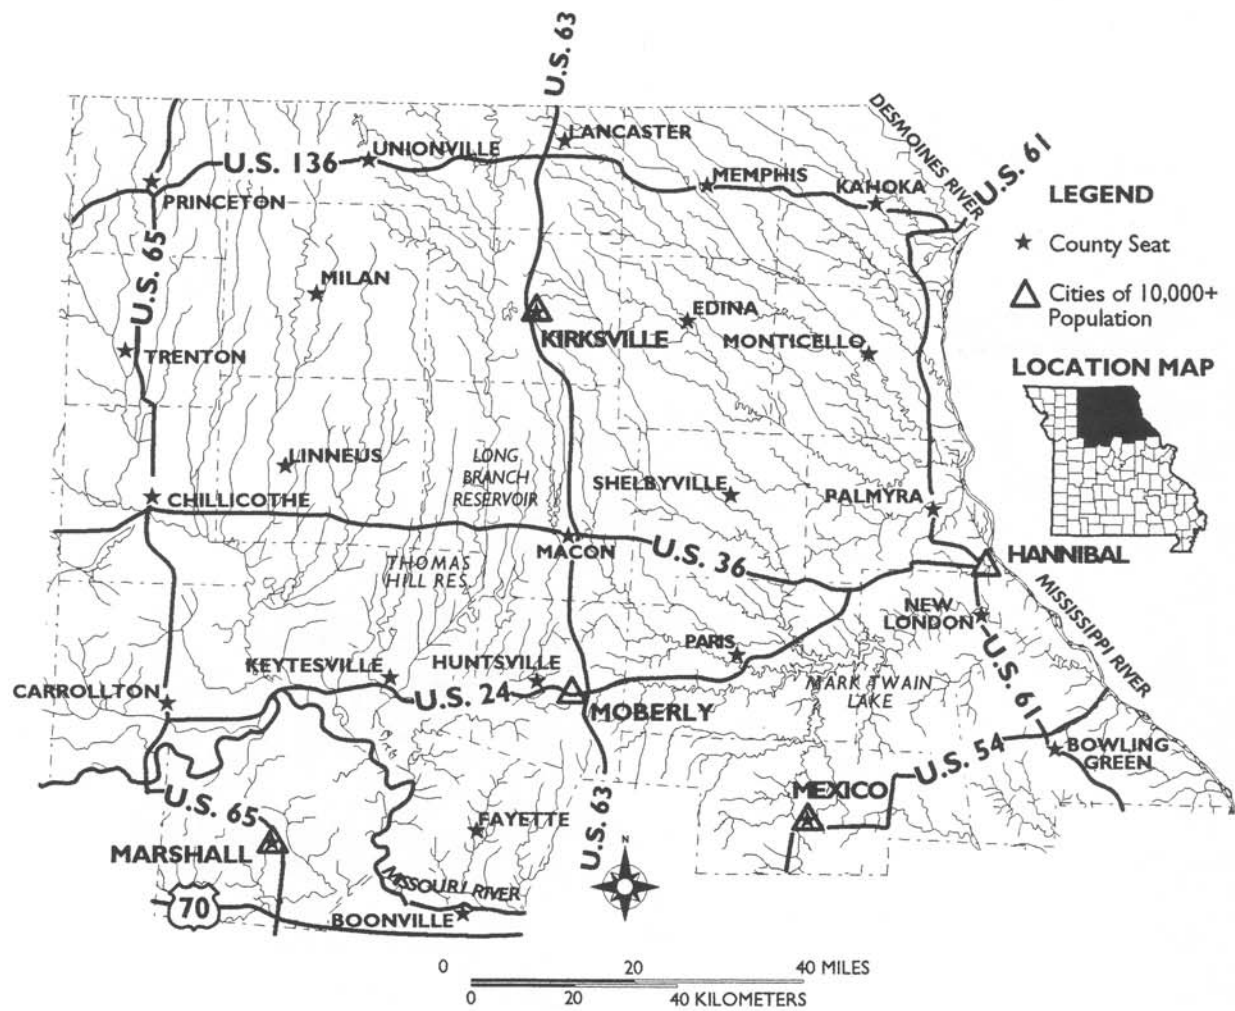 U.S. 63
DESMOINES RIVER
U.S. 61
LANCASTER
UNIONVILLE
U.S. 136
MEMPHIS
KAHOKA
PRINCETON
LEGEND
County Seat
Cities of 10,000+
Population
U.S. 65
MILAN
EDINA
KIRKSVILLE
MONTICELLO
TRENTON
LOCATION MAP
LINNEUS
LONG
BRANCH
RESERVOIR
SHELBYVILLE
PALMYRA
CHILLICOTHE
MACON
U.S. 36
HANNIBAL
THOMAS
HILL RES.
MISSISSIPPI RIVER
NEW
LONDON
PARIS
U.S. 61
KEYTESVILLE
HUNTSVILLE
CARROLLTON
U.S. 24
MOBERLY
MARK TWAIN
LAKE
BOWLING
GREEN
U.S. 54
MEXICO
U.S. 65
FAYETTE
U.S. 63
MARSHALL
N
MISSOURI RIVER
70
BOONVILLE
0 20 40 MILES
0 20 40 KILOMETERS